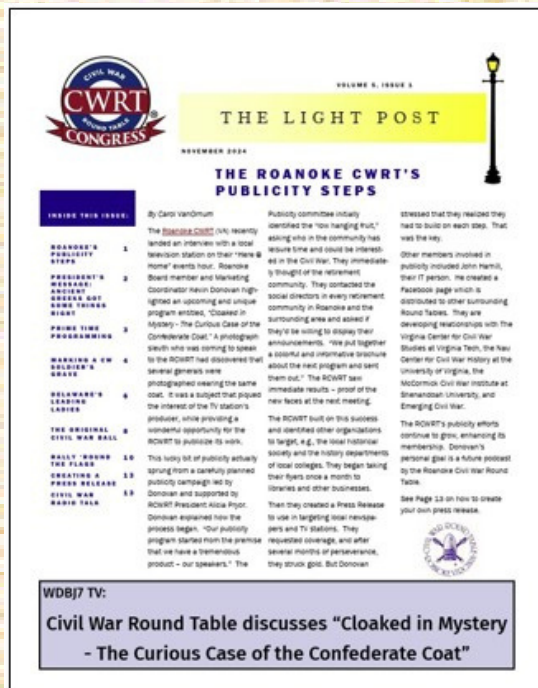 CIVIL WAR
CWRT
ROUND TABLE
CONGRESS
VOLUME 5, ISSUE 1
THE LIGHT POST
NOVEMBER 2024
THE ROANOKE CWRT'S
PUBLICITY STEPS
INSIDE THIS ISSUE:
ROANOKE'S
PUBLICITY
STEPS 1
PRESIDENT'S
MESSAGE:
ANCIENT
GREEKS GOT
SOME THINGS
RIGHT 2
PRIME TIME
PROGRAMMING 3
MARKING A CW
SOLDIER'S
GRAVE 4
DELAWARE'S
LEADING
LADIES 6
THE ORIGINAL
CIVIL WAR BALL 8
RALLY 'ROUND
THE FLAGS 10
CREATING A
PRESS RELEASE 13
CIVIL WAR
RADIO TALK 13
By Carol VanOrnum
The Roanoke CWRT (VA) recently
landed an interview with a local
television station on their "Here @
Home" events hour. Roanoke
Board member and Marketing
Coordinator Kevin Donovan high-
lighted an upcoming and unique
program entitled, "Cloaked in
Mystery - The Curious Case of the
Confederate Coat." A photograph
sleuth who was coming to speak
to the RCWRT had discovered that
several generals were
photographed wearing the same
coat. It was a subject that piqued
the interest of the TV station's
producer, while providing a
wonderful opportunity for the
RCWRT to publicize its work.
This lucky bit of publicity actually
sprung from a carefully planned
publicity campaign led by
Donovan and supported by
RCWRT President Alicia Pryor.
Donovan explained how the
process began. "Our publicity
program started from the premise
that we have a tremendous
product – our speakers." The
Publicity committee initially
identified the "low hanging fruit,"
asking who in the community has
leisure time and could be interest-
ed in the Civil War. They immediate-
ly thought of the retirement
community. They contacted the
social directors in every retirement
community in Roanoke and the
surrounding area and asked if
they'd be willing to display their
announcements. "We put together
a colorful and informative brochure
about the next program and sent
them out." The RCWRT saw
immediate results – proof of the
new faces at the next meeting.
The RCWRT built on this success
and identified other organizations
to target, e.g., the local historical
society and the history departments
of local colleges. They began taking
their flyers once a month to
libraries and other businesses.
Then they created a Press Release
to use in targeting local newspa-
pers and TV stations. They
requested coverage, and after
several months of perseverance,
they struck gold. But Donovan
stressed that they realized they
had to build on each step. That
was the key.
Other members involved in
publicity included John Hamill,
their IT person. He created a
Facebook page which is
distributed to other surrounding
Round Tables. They are
developing relationships with The
Virginia Center for Civil War
Studies at Virginia Tech, the Nau
Center for Civil War History at the
University of Virginia, the
McCormick Civil War Institute at
Shenandoah University, and
Emerging Civil War.
The RCWRT's publicity efforts
continue to grow, enhancing its
membership. Donovan's
personal goal is a future podcast
by the Roanoke Civil War Round
Table.
See Page 13 on how to create
your own press release.
WDBJ7 TV:
Civil War Round Table discusses "Cloaked in Mystery
- The Curious Case of the Confederate Coat"